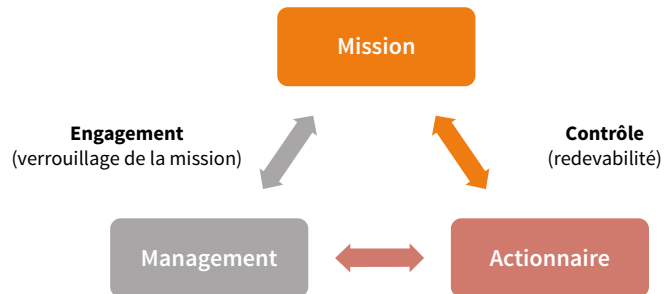 Mission
Engagement
(verrouillage de la mission)
Contrôle
(redevabilité)
Management
Actionnaire